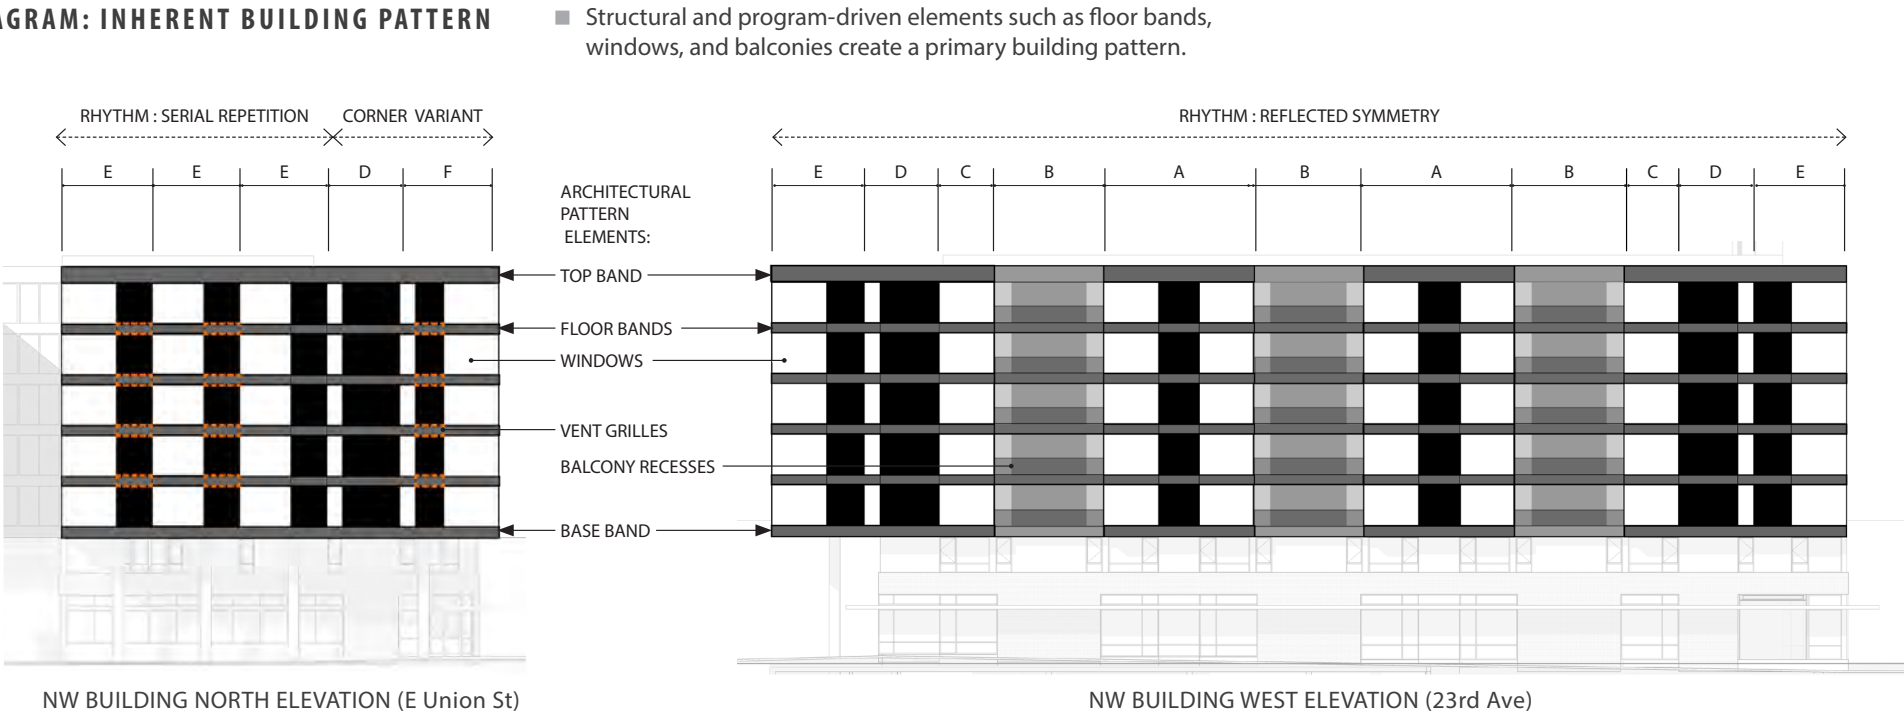 AGRAM: INHERENT BUILDING PATTERN
Structural and program-driven elements such as floor bands,
windows, and balconies create a primary building pattern.
RHYTHM : SERIAL REPETITION
CORNER VARIANT
E E E D F
ARCHITECTURAL
PATTERN
ELEMENTS:
TOP BAND
FLOOR BANDS
WINDOWS
VENT GRILLES
BALCONY RECESSES
BASE BAND
RHYTHM : REFLECTED SYMMETRY
E D C B A B A B C D E
NW BUILDING NORTH ELEVATION (E Union St)
NW BUILDING WEST ELEVATION (23rd Ave)